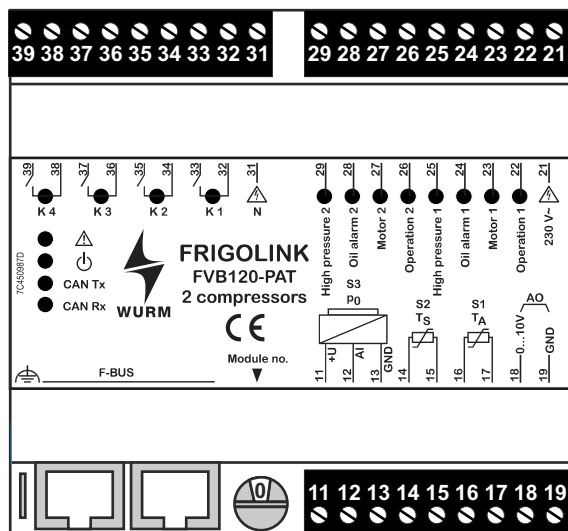 39 38 37 36 35 34 33 32 31
29 28 27 26 25 24 23 22 21
39 38 37 36 35 34 33 32 31
29 28 27 26 25 24 23 22 21
K 4 K 3 K 2 K 1 N
High pressure 2
Oil alarm 2
Motor 2
Operation 2
High pressure 1
Oil alarm 1
Motor 1
Operation 1
230 V~
7C450987D
CAN Tx
CAN Rx
WURM
FRIGOLINK
FVB120-PAT
2 compressors
CE
Module no.
F-BUS
S3
p0
S2
TS
S1
TA
AO
+U
AI
GND
0...10V
GND
11 12 13 14 15 16 17 18 19
0
11 12 13 14 15 16 17 18 19